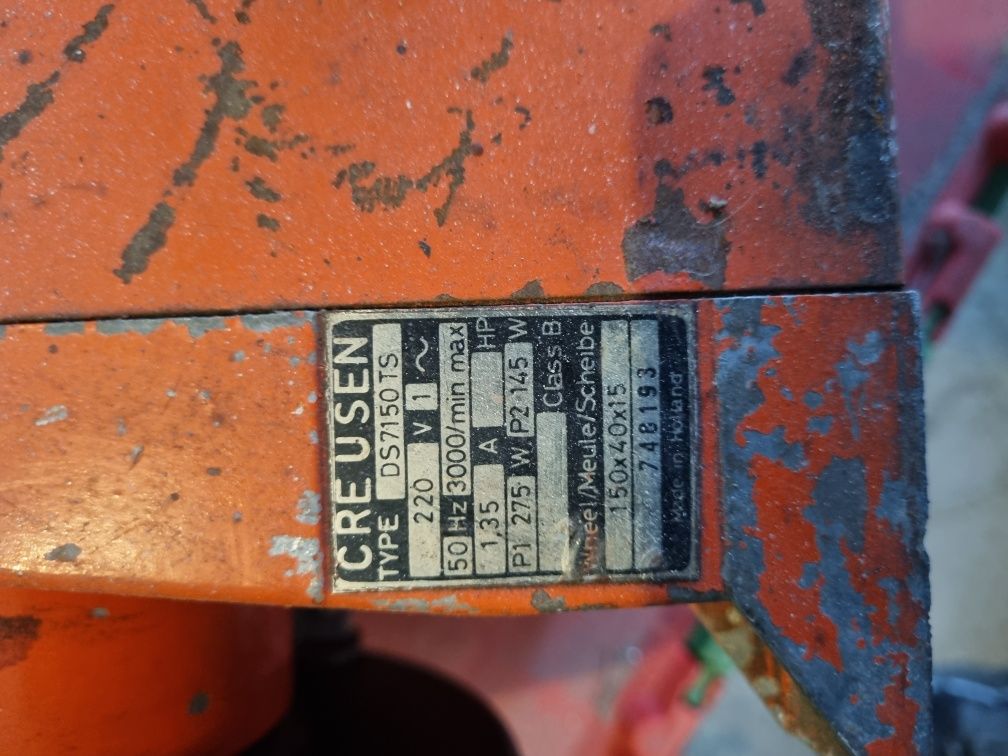 CREUSEN
TYPE DS7150TS
220 V 1 ~
50 Hz 3000/min max
1,35 A HP
P1 275 W P2 145 W
Class B
Wheel/Meule/Scheibe
150x40x15
748193
Made in Holland